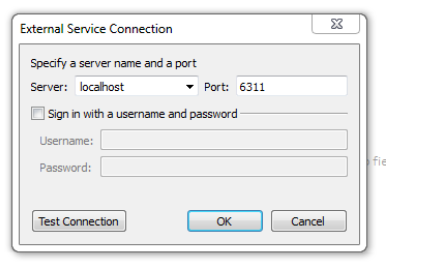 External Service Connection
Specify a server name and a port
Server: localhost Port: 6311
Sign in with a username and password
Username:
Password:
Test Connection OK Cancel